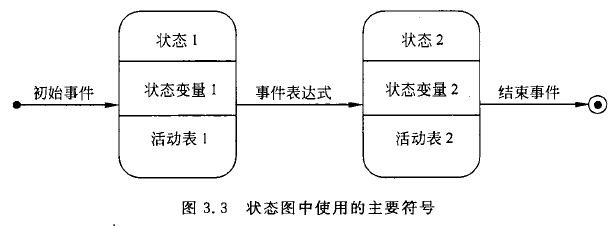 状态 1
状态 2
初始事件
状态变量 1
事件表达式
状态变量 2
结束事件
活动表 1
活动表 2
图 3.3 状态图中使用的主要符号